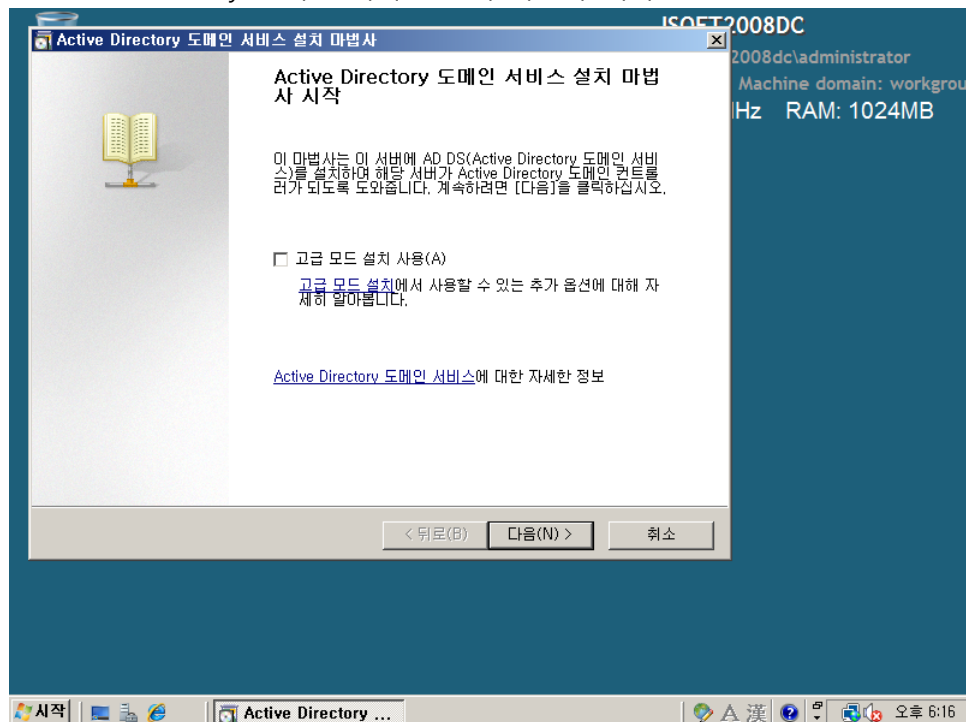 ISOFT2008DC
Active Directory 도메인 서비스 설치 마법사
2008dc\administrator
Active Directory 도메인 서비스 설치 마법
사 시작
Machine domain: workgrou
Hz RAM: 1024MB
이 마법사는 이 서버에 AD DS(Active Directory 도메인 서비
스)를 설치하며 해당 서버가 Active Directory 도메인 컨트롤
러가 되도록 도와줍니다. 계속하려면 [다음]을 클릭하십시오.
고급 모드 설치 사용(A)
고급 모드 설치에서 사용할 수 있는 추가 옵션에 대해 자
세히 알아봅니다.
Active Directory 도메인 서비스에 대한 자세한 정보
< 뒤로(B)
다음(N) >
취소
시작
Active Directory ...
A 漢
오후 6:16